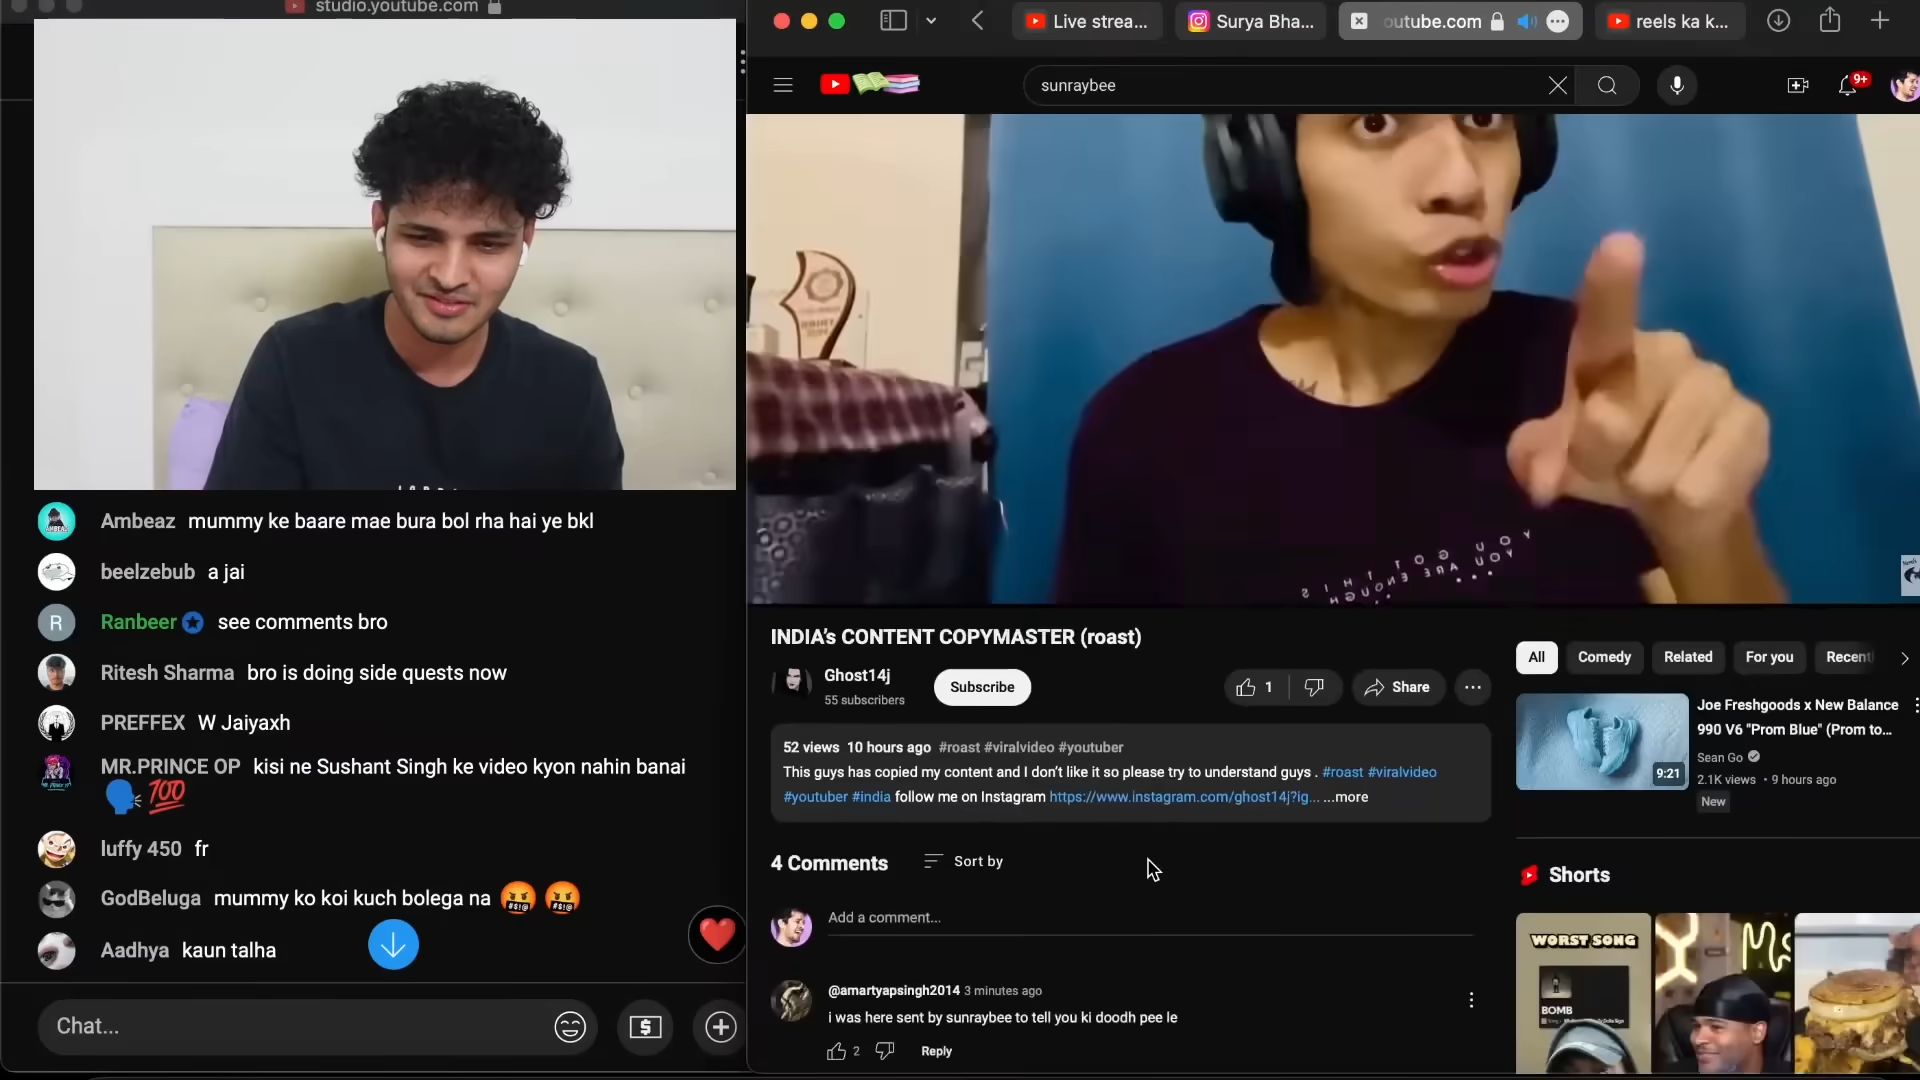 studio.youtube.com
Ambeaz mummy ke baare mae bura bol rha hai ye bkl
beelzebub a jai
R Ranbeer see comments bro
Ritesh Sharma bro is doing side quests now
PREFFEX W Jaiyaxh
MR.PRINCE OP kisi ne Sushant Singh ke video kyon nahin banai
🗣️💯
luffy 450 fr
GodBeluga mummy ko koi kuch bolega na 🤬 🤬
Aadhya kaun talha
Chat...
Live strea...
Surya Bha...
outube.com
reels ka k...
sunraybee
9+
INDIA's CONTENT COPYMASTER (roast)
Ghost14j
55 subscribers
Subscribe
1
Share
52 views 10 hours ago #roast #viralvideo #youtuber
This guys has copied my content and I don't like it so please try to understand guys . #roast #viralvideo
#youtuber #india follow me on Instagram https://www.instagram.com/ghost14j?ig... ...more
4 Comments Sort by
Add a comment...
@amartyapsingh2014 3 minutes ago
i was here sent by sunraybee to tell you ki doodh pee le
2 Reply
All Comedy Related For you Recent
Joe Freshgoods x New Balance
990 V6 "Prom Blue" (Prom to...
Sean Go
2.1K views • 9 hours ago
New
9:21
Shorts
WORST SONG
BOMB